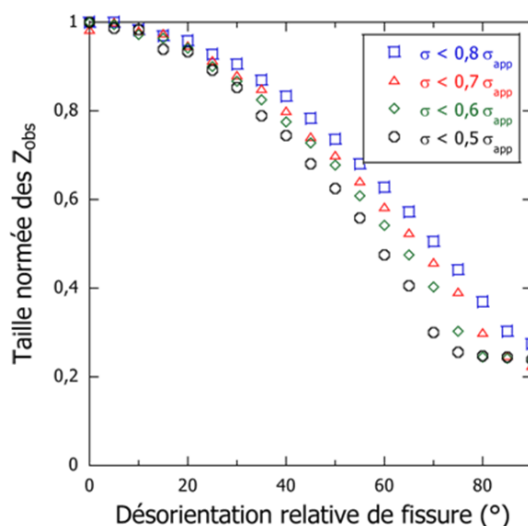 1
0,8
0,6
0,4
0,2
0
Taille normée des Z_obs
σ < 0,8 σ_app
σ < 0,7 σ_app
σ < 0,6 σ_app
σ < 0,5 σ_app
0 20 40 60 80
Désorientation relative de fissure (°)